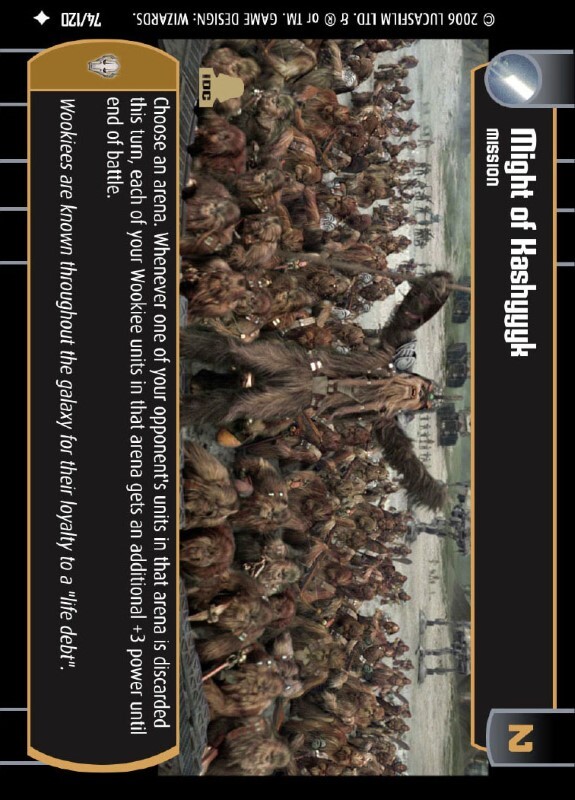 Might of Kashyyyk
MISSION
2
IDC
Choose an arena. Whenever one of your opponent's units in that arena is discarded
this turn, each of your Wookiee units in that arena gets an additional +3 power until
end of battle.
Wookiees are known throughout the galaxy for their loyalty to a "life debt".
© 2006 LUCASFILM LTD. & ® or TM. GAME DESIGN: WIZARDS. 74/120